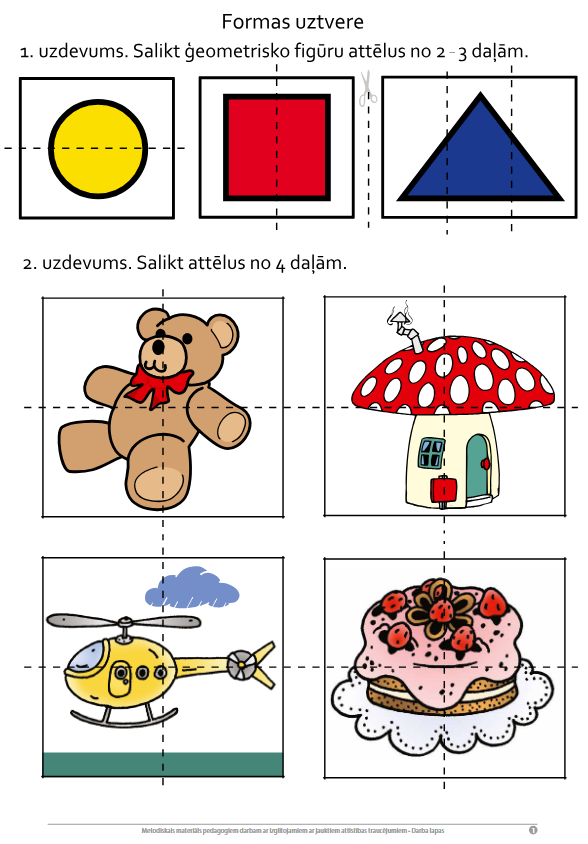 Formas uztvere
1. uzdevums. Salikt ģeometrisko figūru attēlus no 2 - 3 daļām.
2. uzdevums. Salikt attēlus no 4 daļām.
Metodiskais materiāls pedagogiem darbam ar izglītojamiem ar jauktiem attīstības traucējumiem • Darba lapas 1